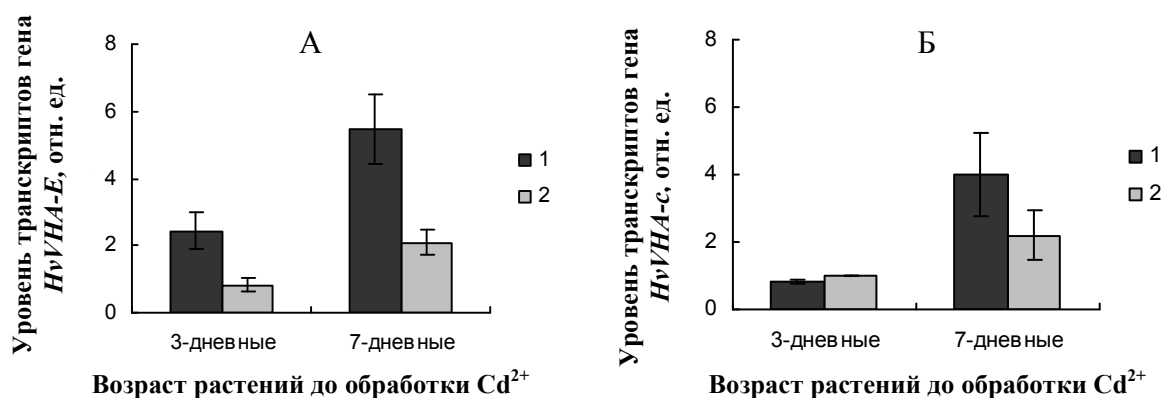 А
Уровень транскриптов гена
HvVHA-E, отн. ед.
8
6
4
2
0
3-дневные
7-дневные
1
2
Возраст растений до обработки Cd²⁺
Б
Уровень транскриптов гена
HvVHA-c, отн. ед.
8
6
4
2
0
3-дневные
7-дневные
1
2
Возраст растений до обработки Cd²⁺